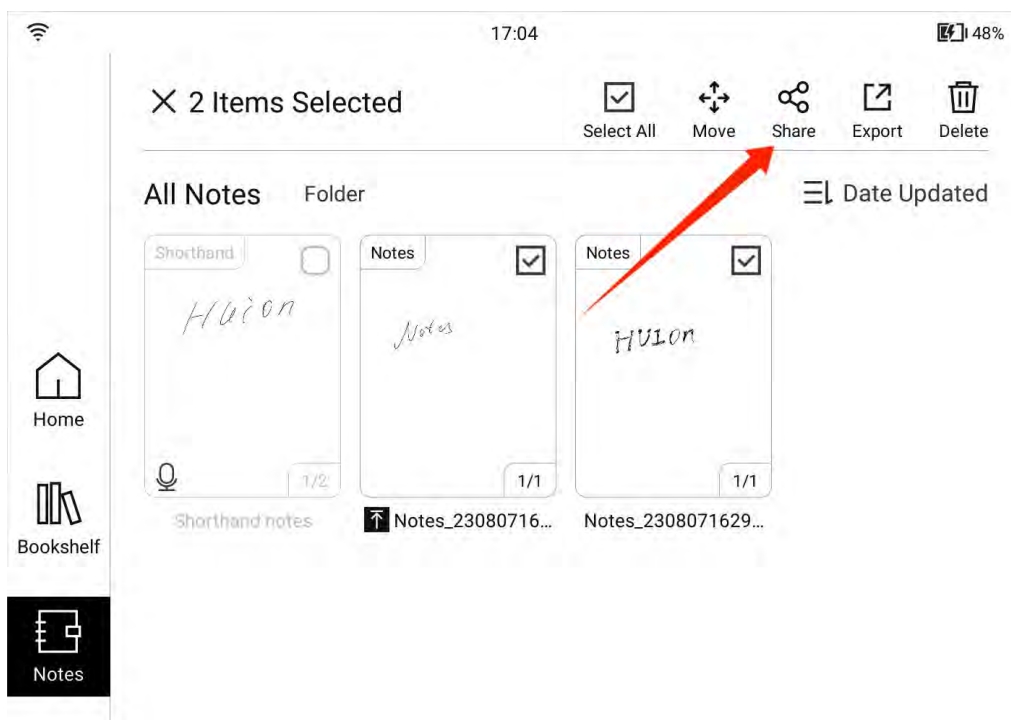 17:04 48%
2 Items Selected
Select All Move Share Export Delete
All Notes Folder Date Updated
Shorthand Notes Notes
Huion Notes HUIon
1/2 1/1 1/1
Shorthand notes Notes_23080716... Notes_2308071629...
Home
Bookshelf
Notes